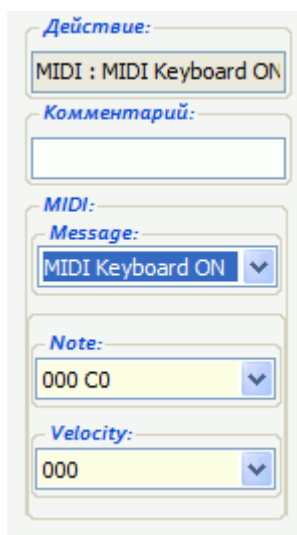 Действие:
MIDI : MIDI Keyboard ON
Комментарий:
MIDI:
Message:
MIDI Keyboard ON
Note:
000 C0
Velocity:
000